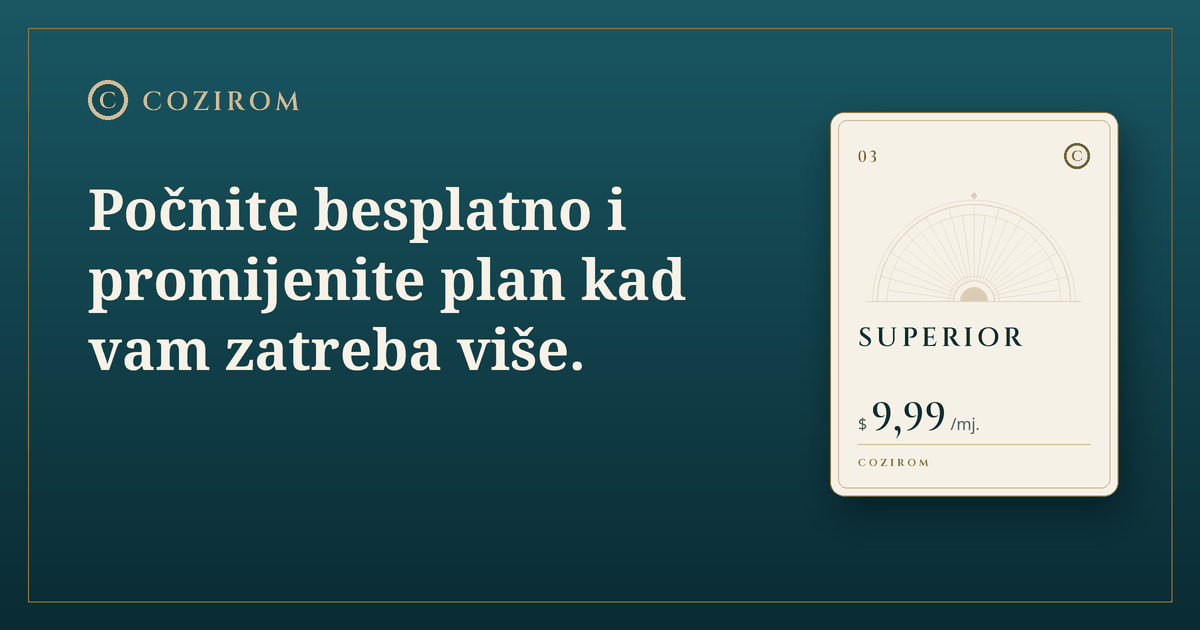 C COZIROM
Počnite besplatno i
promijenite plan kad
vam zatreba više.
03
C
SUPERIOR
$ 9,99 /mj.
COZIROM